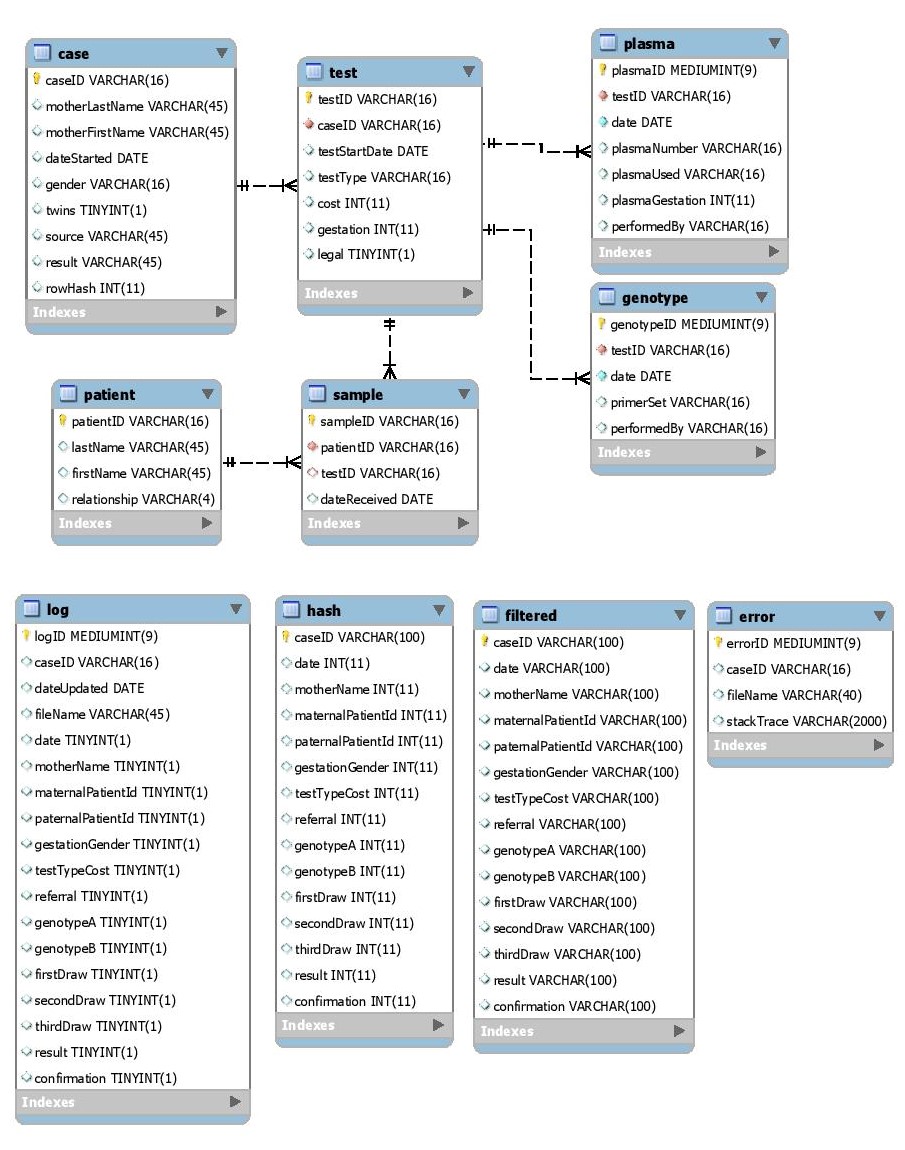 case
caseID VARCHAR(16)
motherLastName VARCHAR(45)
motherFirstName VARCHAR(45)
dateStarted DATE
gender VARCHAR(16)
twins TINYINT(1)
source VARCHAR(45)
result VARCHAR(45)
rowHash INT(11)
Indexes
test
testID VARCHAR(16)
caseID VARCHAR(16)
testStartDate DATE
testType VARCHAR(16)
cost INT(11)
gestation INT(11)
legal TINYINT(1)
Indexes
plasma
plasmaID MEDIUMINT(9)
testID VARCHAR(16)
date DATE
plasmaNumber VARCHAR(16)
plasmaUsed VARCHAR(16)
plasmaGestation INT(11)
performedBy VARCHAR(16)
Indexes
genotype
genotypeID MEDIUMINT(9)
testID VARCHAR(16)
date DATE
primerSet VARCHAR(16)
performedBy VARCHAR(16)
Indexes
patient
patientID VARCHAR(16)
lastName VARCHAR(45)
firstName VARCHAR(45)
relationship VARCHAR(4)
Indexes
sample
sampleID VARCHAR(16)
patientID VARCHAR(16)
testID VARCHAR(16)
dateReceived DATE
Indexes
log
logID MEDIUMINT(9)
caseID VARCHAR(16)
dateUpdated DATE
fileName VARCHAR(45)
date TINYINT(1)
motherName TINYINT(1)
maternalPatientId TINYINT(1)
paternalPatientId TINYINT(1)
gestationGender TINYINT(1)
testTypeCost TINYINT(1)
referral TINYINT(1)
genotypeA TINYINT(1)
genotypeB TINYINT(1)
firstDraw TINYINT(1)
secondDraw TINYINT(1)
thirdDraw TINYINT(1)
result TINYINT(1)
confirmation TINYINT(1)
Indexes
hash
caseID VARCHAR(100)
date INT(11)
motherName INT(11)
maternalPatientId INT(11)
paternalPatientId INT(11)
gestationGender INT(11)
testTypeCost INT(11)
referral INT(11)
genotypeA INT(11)
genotypeB INT(11)
firstDraw INT(11)
secondDraw INT(11)
thirdDraw INT(11)
result INT(11)
confirmation INT(11)
Indexes
filtered
caseID VARCHAR(100)
date VARCHAR(100)
motherName VARCHAR(100)
maternalPatientId VARCHAR(100)
paternalPatientId VARCHAR(100)
gestationGender VARCHAR(100)
testTypeCost VARCHAR(100)
referral VARCHAR(100)
genotypeA VARCHAR(100)
genotypeB VARCHAR(100)
firstDraw VARCHAR(100)
secondDraw VARCHAR(100)
thirdDraw VARCHAR(100)
result VARCHAR(100)
confirmation VARCHAR(100)
Indexes
error
errorID MEDIUMINT(9)
caseID VARCHAR(16)
fileName VARCHAR(40)
stackTrace VARCHAR(2000)
Indexes